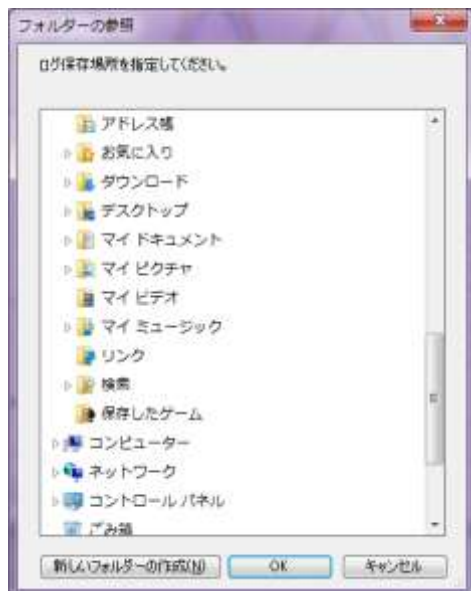 フォルダーの参照
ログ保存場所を指定してください。
アドレス帳
お気に入り
ダウンロード
デスクトップ
マイ ドキュメント
マイ ピクチャ
マイ ビデオ
マイ ミュージック
リンク
検索
保存したゲーム
コンピューター
ネットワーク
コントロール パネル
ごみ箱
新しいフォルダーの作成(N)
OK
キャンセル